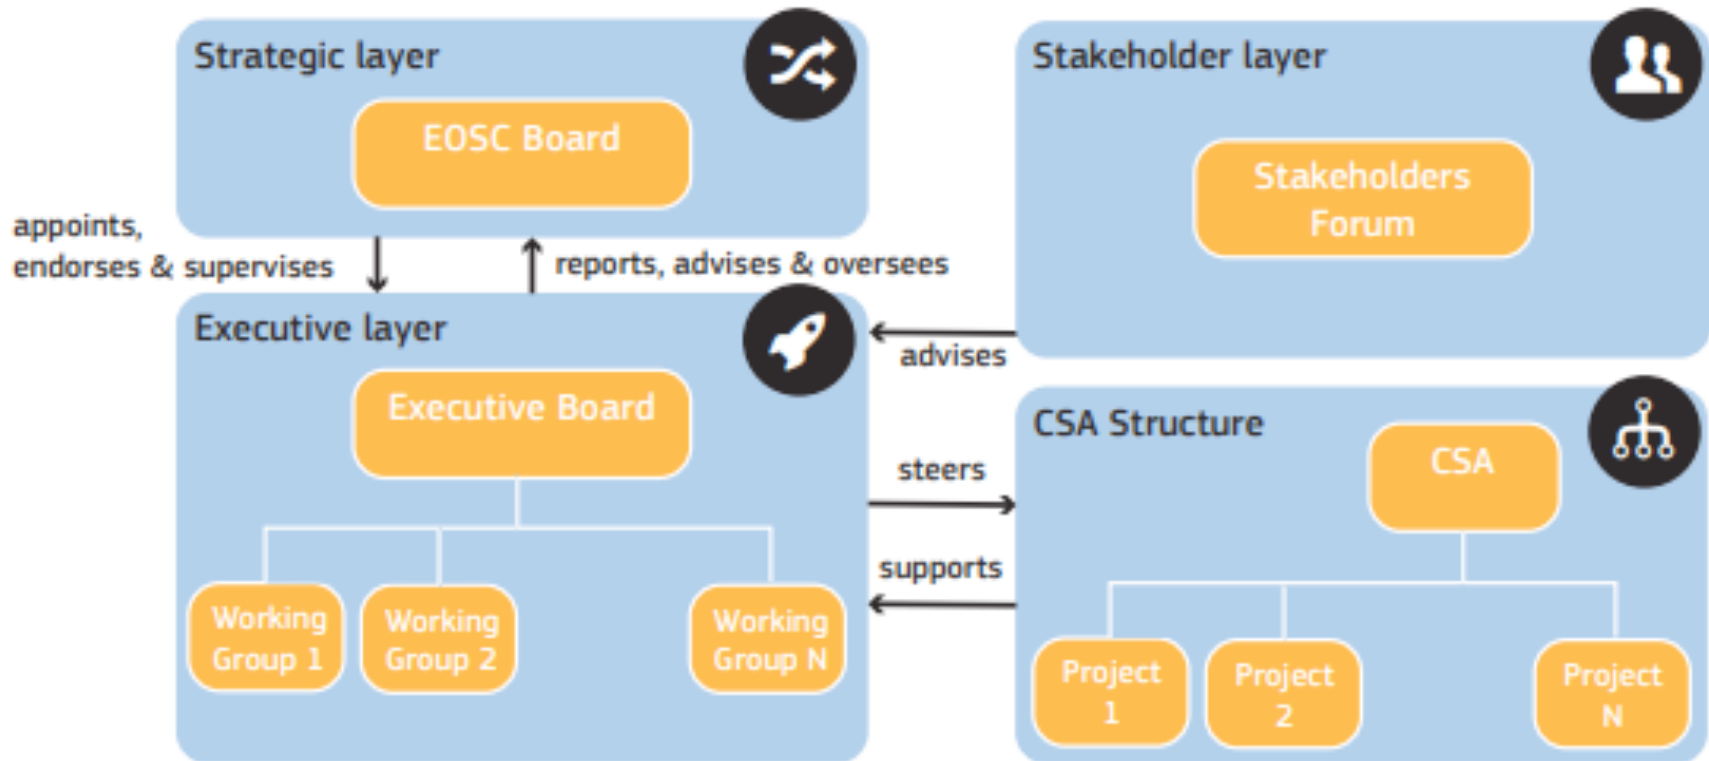 Strategic layer
EOSC Board
appoints,
endorses & supervises
reports, advises & oversees
Executive layer
Executive Board
Working
Group 1
Working
Group 2
Working
Group N
Stakeholder layer
Stakeholders
Forum
advises
steers
supports
CSA Structure
CSA
Project
1
Project
2
Project
N